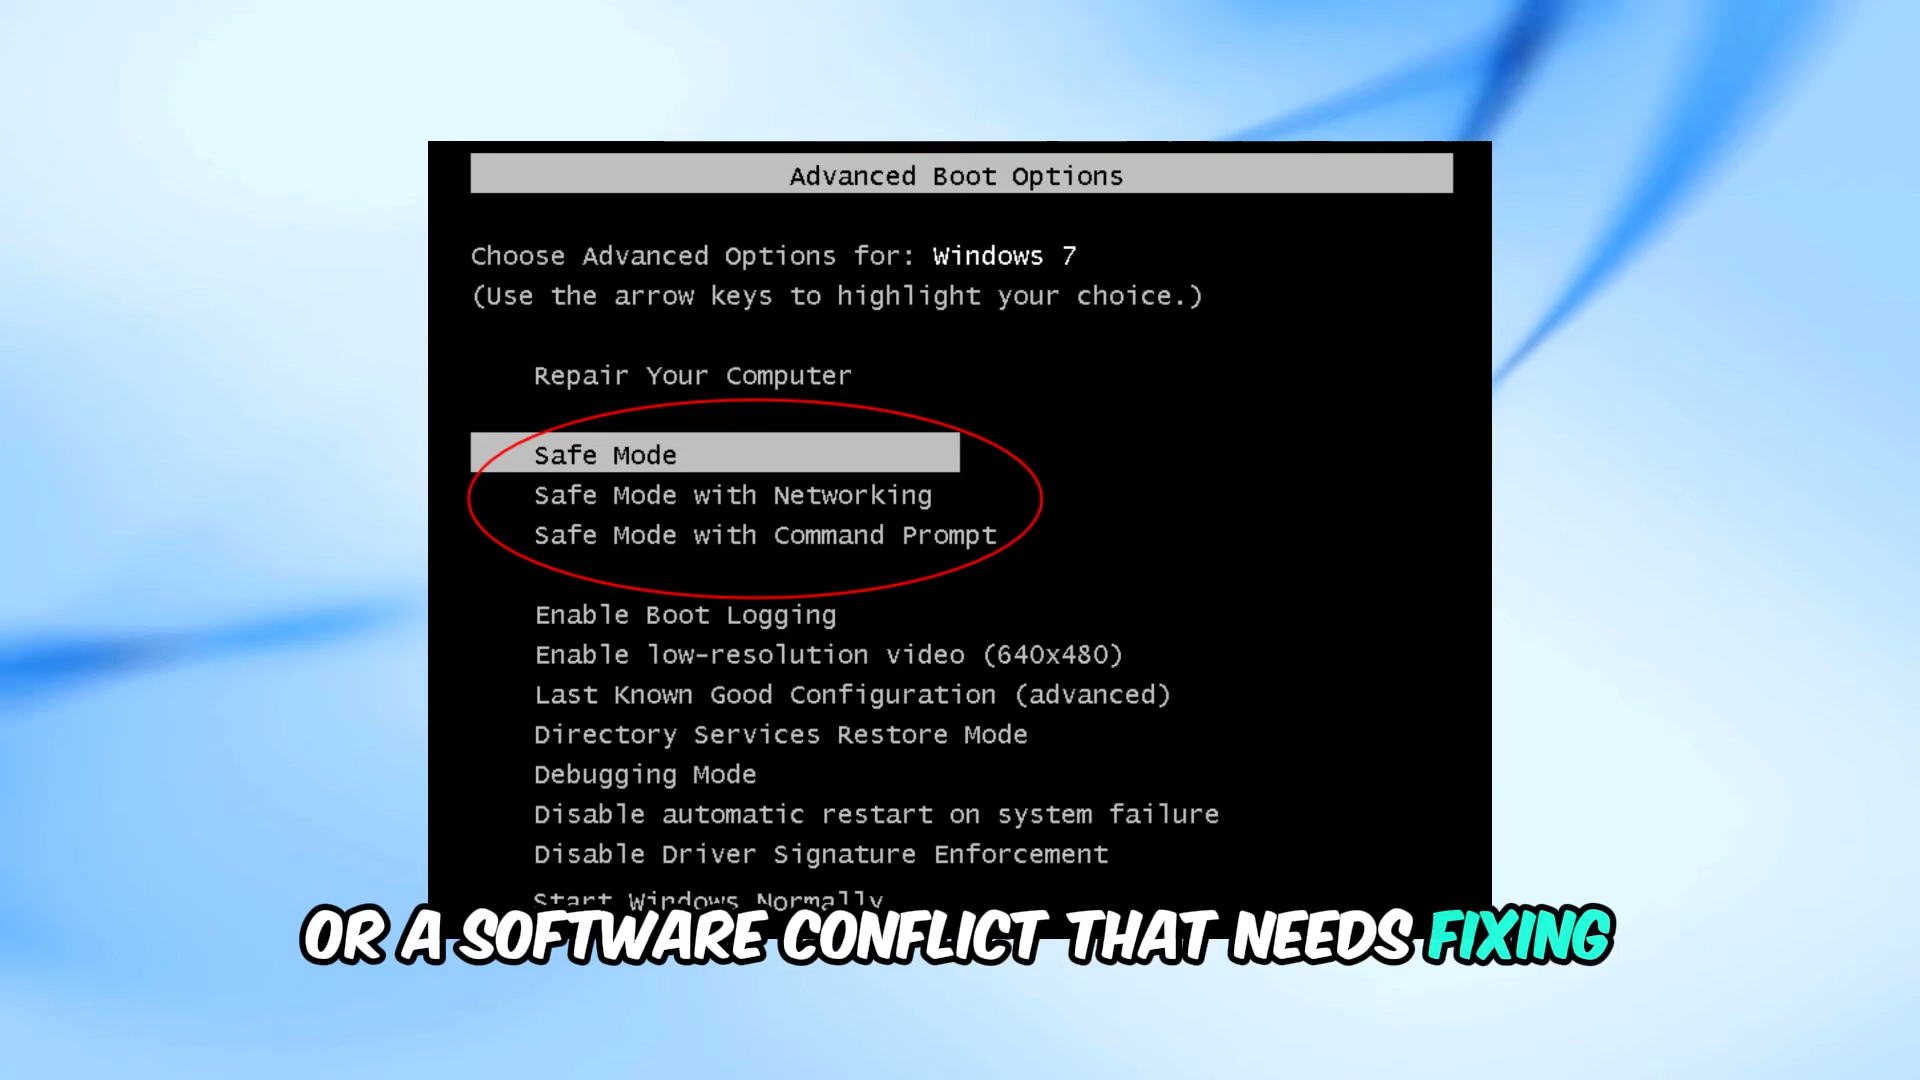 Advanced Boot Options
Choose Advanced Options for: Windows 7
(Use the arrow keys to highlight your choice.)
Repair Your Computer
Safe Mode
Safe Mode with Networking
Safe Mode with Command Prompt
Enable Boot Logging
Enable low-resolution video (640x480)
Last Known Good Configuration (advanced)
Directory Services Restore Mode
Debugging Mode
Disable automatic restart on system failure
Disable Driver Signature Enforcement
Start Windows Normally
OR A SOFTWARE CONFLICT THAT NEEDS FIXING